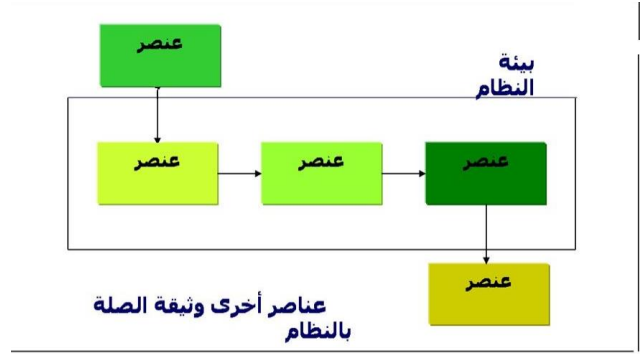 عنصر
بيئة
النظام
عنصر
عنصر
عنصر
عنصر
عناصر أخرى وثيقة الصلة
بالنظام